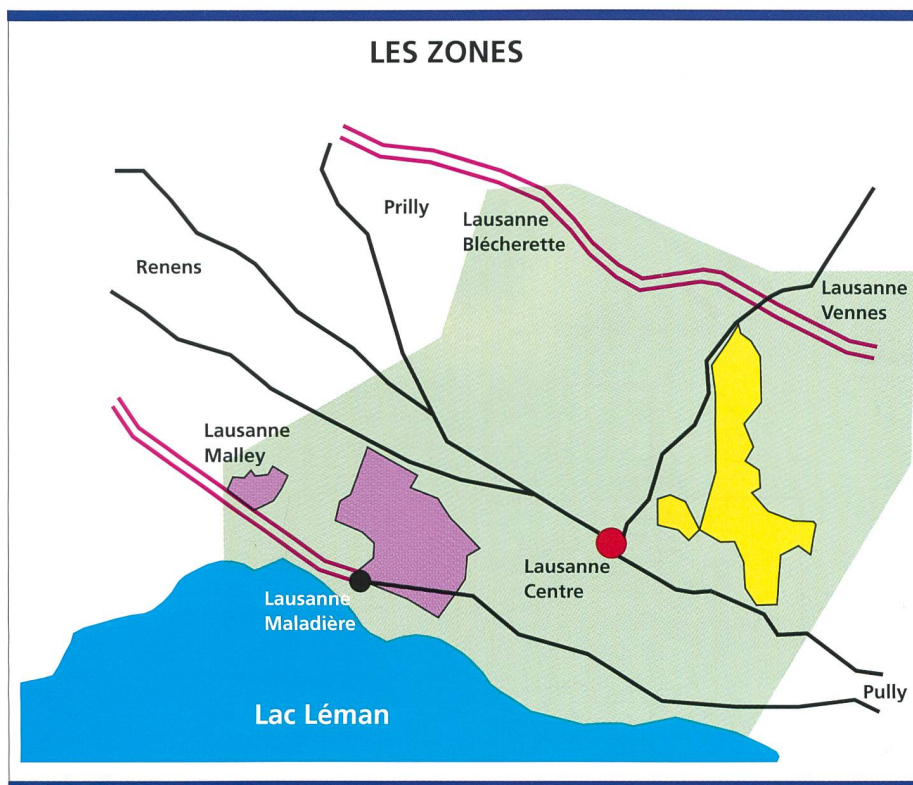 LES ZONES
Prilly
Lausanne
Blécherette
Renens
Lausanne
Vennes
Lausanne
Malley
Lausanne
Centre
Lausanne
Maladière
Pully
Lac Léman